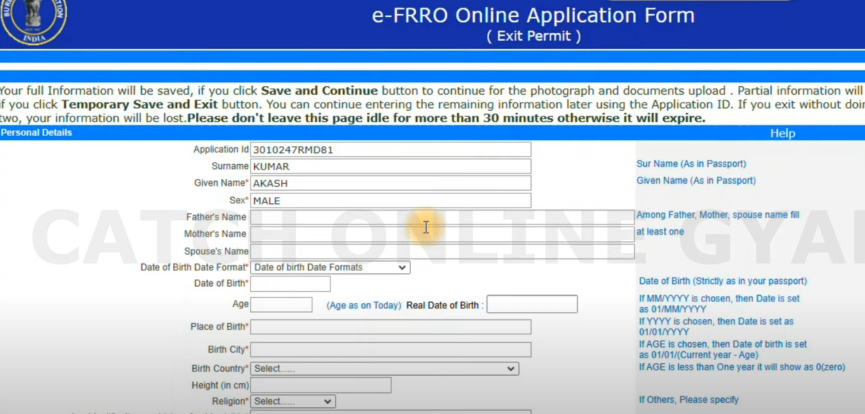 e-FRRO Online Application Form
( Exit Permit )
INDIA
Your full Information will be saved, if you click Save and Continue button to continue for the photograph and documents upload . Partial information will
if you click Temporary Save and Exit button. You can continue entering the remaining information later using the Application ID. If you exit without doin
two, your information will be lost.Please don't leave this page idle for more than 30 minutes otherwise it will expire.
Personal Details Help
Application Id 3010247RMD81
Surname KUMAR Sur Name (As in Passport)
Given Name* AKASH Given Name (As in Passport)
Sex* MALE
Father's Name Among Father, Mother, spouse name fill
Mother's Name at least one
CATCH ONLINE GYAN
Spouse's Name
Date of Birth Date Format* Date of birth Date Formats
Date of Birth* Date of Birth (Strictly as in your passport)
Age (Age as on Today) Real Date of Birth : If MM/YYYY is chosen, then Date is set
as 01/MM/YYYY
Place of Birth* If YYYY is chosen, then Date is set as
01/01/YYYY
Birth City* If AGE is chosen, then Date of birth is set
as 01/01/(Current year - Age)
Birth Country* Select...... If AGE is less than One year it will show as 0(zero)
Height (in cm)
Religion* Select...... If Others, Please specify